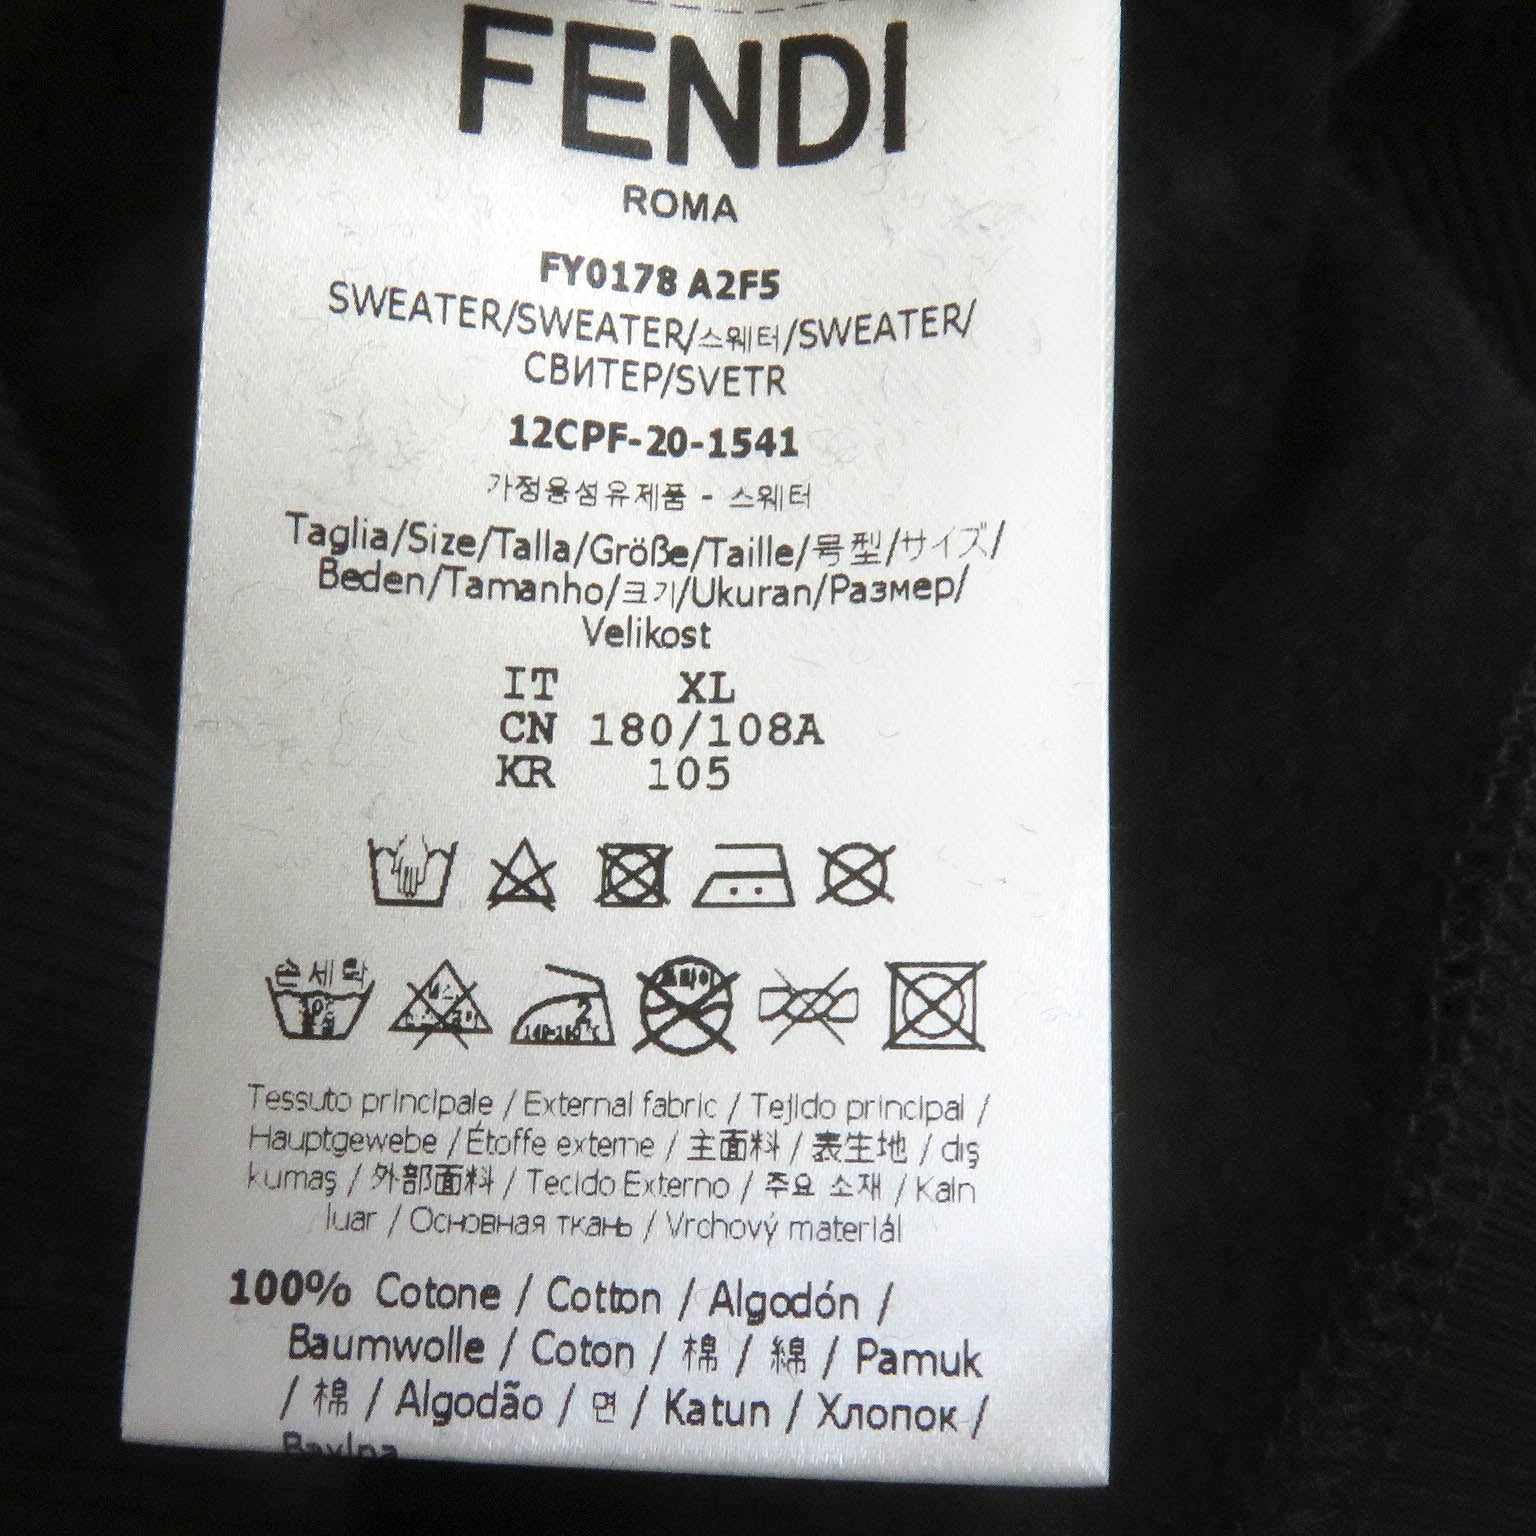 FENDI
ROMA
FY0178 A2F5
SWEATER/SWEATER/스웨터/SWEATER/
СВИТЕР/SVETR
12CPF-20-1541
가정용섬유제품 - 스웨터
Taglia/Size/Talla/Größe/Taille/号型/サイズ/
Beden/Tamanho/크기/Ukuran/Размер/
Velikost
IT XL
CN 180/108A
KR 105
손세탁
2
140-160℃
Tessuto principale / External fabric / Tejido principal /
Hauptgewebe / Étoffe externe / 主面料 / 表生地 / dış
kumaş / 外部面料 / Tecido Externo / 주요 소재 / Kain
luar / Основная ткань / Vrchový materiál
100% Cotone / Cotton / Algodón /
Baumwolle / Coton / 棉 / 綿 / Pamuk
/ 棉 / Algodão / 면 / Katun / Хлопок /
Bavlna